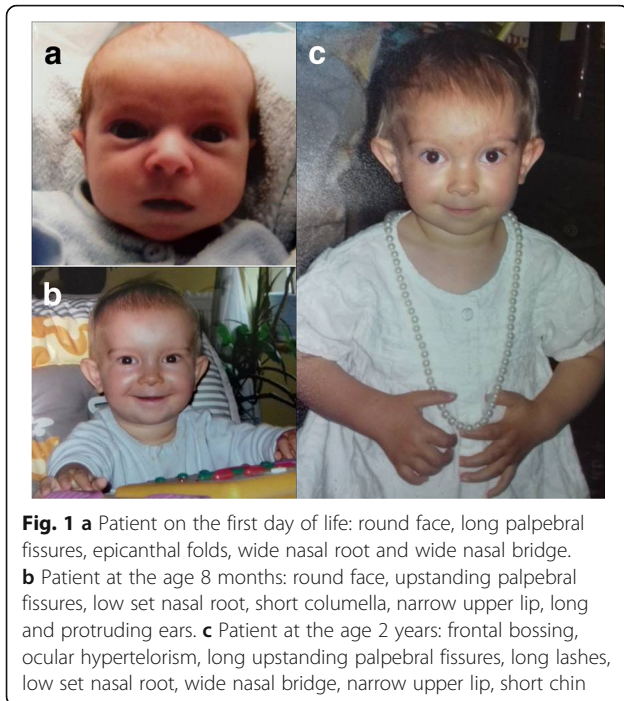 a
c
b
Fig. 1 a Patient on the first day of life: round face, long palpebral
fissures, epicanthal folds, wide nasal root and wide nasal bridge.
b Patient at the age 8 months: round face, upstanding palpebral
fissures, low set nasal root, short columella, narrow upper lip, long
and protruding ears. c Patient at the age 2 years: frontal bossing,
ocular hypertelorism, long upstanding palpebral fissures, long lashes,
low set nasal root, wide nasal bridge, narrow upper lip, short chin